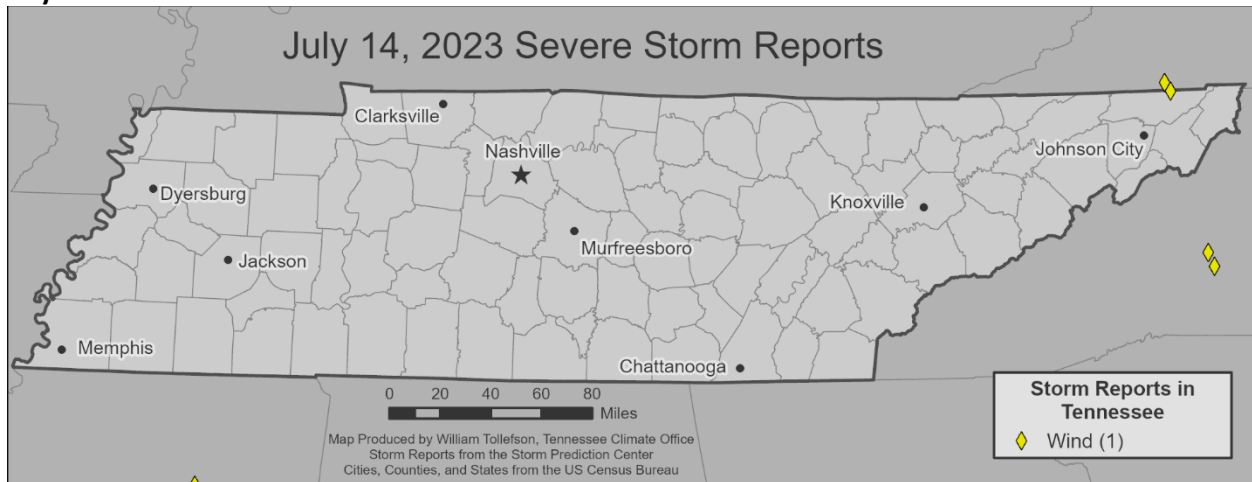 July 14, 2023 Severe Storm Reports
Clarksville
Nashville
Johnson City
Dyersburg
Knoxville
Murfreesboro
Jackson
Memphis
Chattanooga
0 20 40 60 80
Miles
Map Produced by William Tollefson, Tennessee Climate Office
Storm Reports from the Storm Prediction Center
Cities, Counties, and States from the US Census Bureau
Storm Reports in
Tennessee
Wind (1)